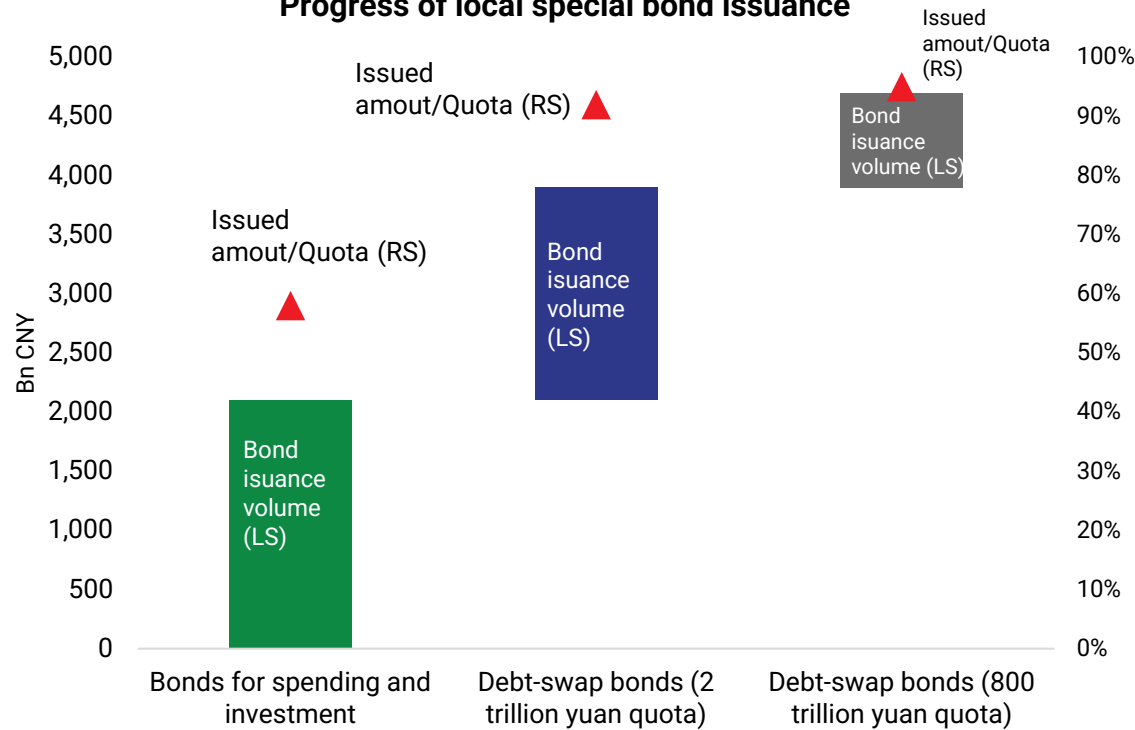 Progress of local special bond issuance
Issued
amout/Quota
(RS)
Issued
amout/Quota (RS)
Issued
amout/Quota (RS)
Bn CNY
5,000
4,500
4,000
3,500
3,000
2,500
2,000
1,500
1,000
500
0
Bond
isuance
volume
(LS)
Bond
isuance
volume
(LS)
Bond
isuance
volume (LS)
100%
90%
80%
70%
60%
50%
40%
30%
20%
10%
0%
Bonds for spending and
investment
Debt-swap bonds (2
trillion yuan quota)
Debt-swap bonds (800
trillion yuan quota)